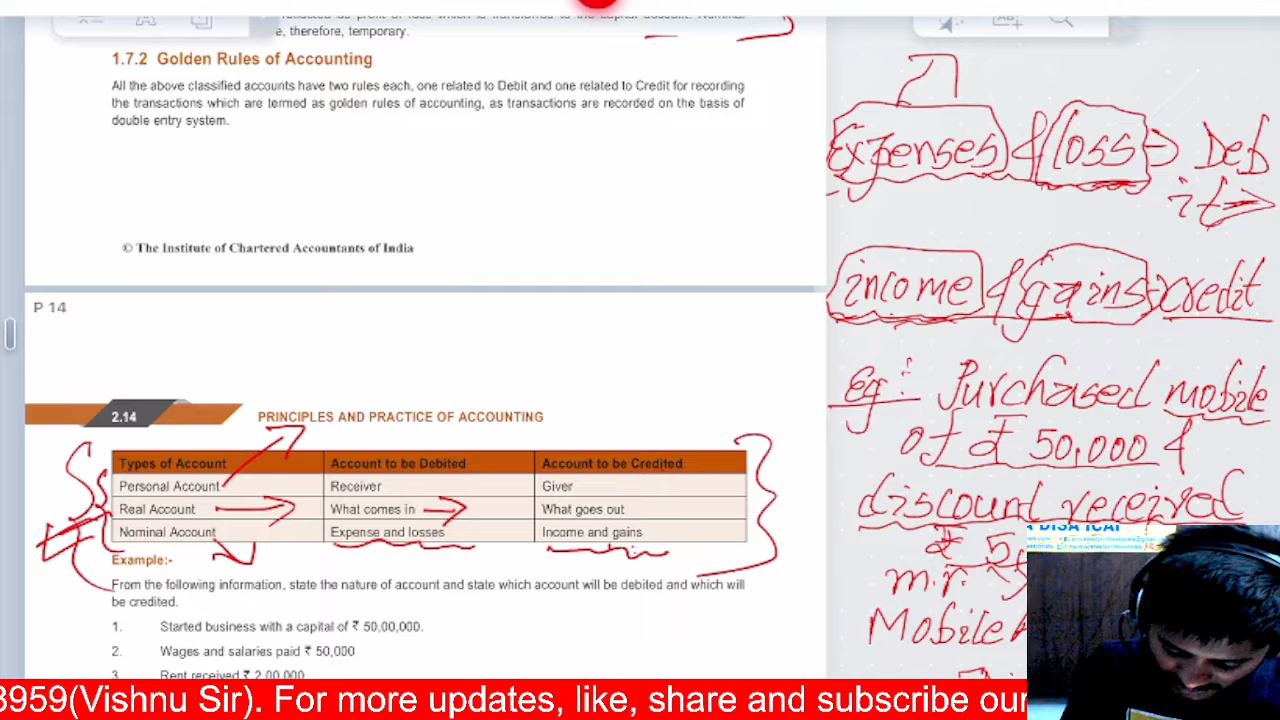 e, therefore, temporary.
1.7.2 Golden Rules of Accounting
All the above classified accounts have two rules each, one related to Debit and one related to Credit for recording
the transactions which are termed as golden rules of accounting, as transactions are recorded on the basis of
double entry system.
© The Institute of Chartered Accountants of India
P 14
2.14 PRINCIPLES AND PRACTICE OF ACCOUNTING
Types of Account Account to be Debited Account to be Credited
Personal Account Receiver Giver
Real Account What comes in What goes out
Nominal Account Expense and losses Income and gains
Example:-
From the following information, state the nature of account and state which account will be debited and which will
be credited.
1. Started business with a capital of ₹ 50,00,000.
2. Wages and salaries paid ₹ 50,000
3. Rent received ₹ 2,00,000
Expenses & loss → Deb
it →
income & gains → credit
Eg:- Purchased mobile
of ₹ 50,000 &
discount received
₹ 5
m.r.
Mobile
3959(Vishnu Sir). For more updates, like, share and subscribe our